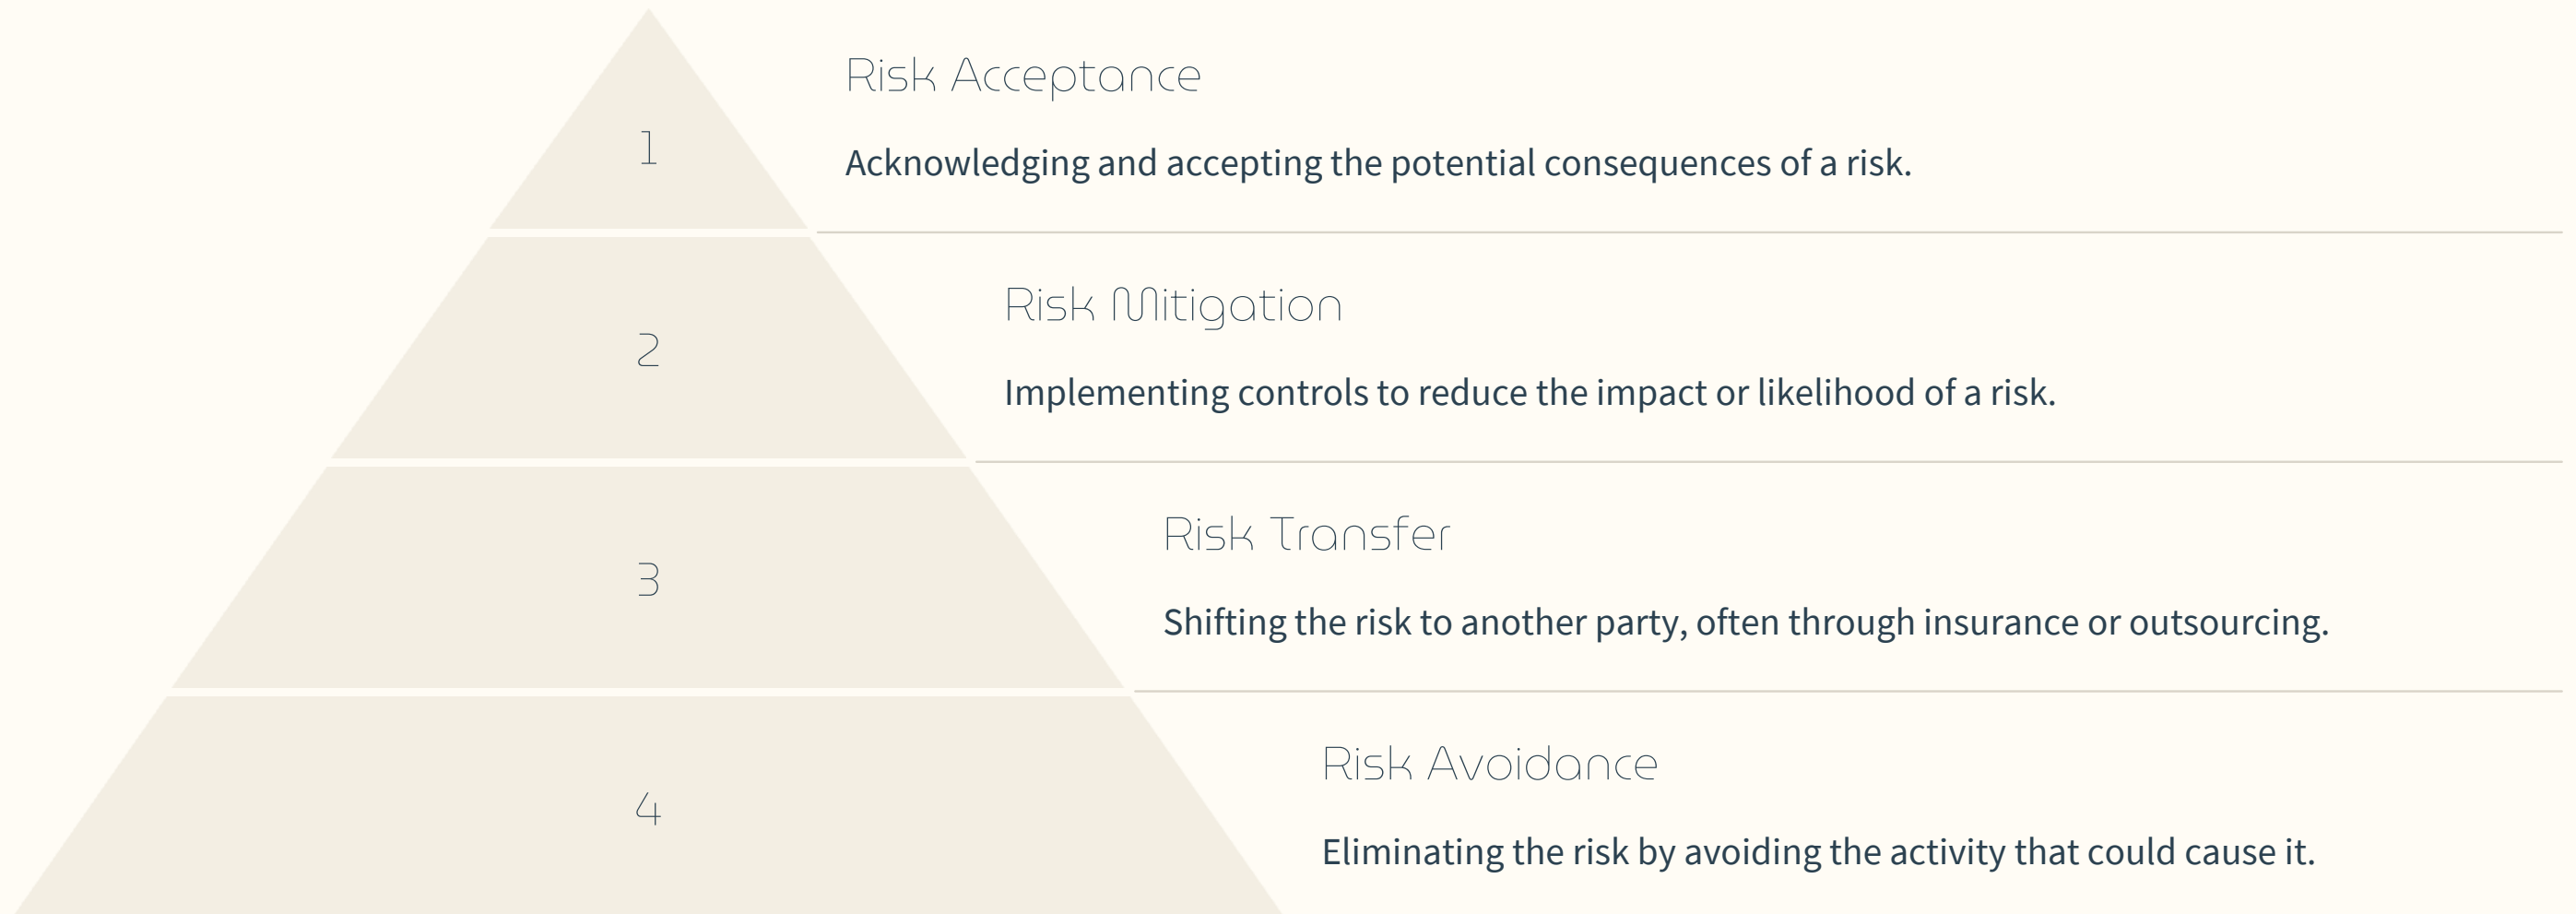 1
Risk Acceptance
Acknowledging and accepting the potential consequences of a risk.
2
Risk Mitigation
Implementing controls to reduce the impact or likelihood of a risk.
3
Risk Transfer
Shifting the risk to another party, often through insurance or outsourcing.
4
Risk Avoidance
Eliminating the risk by avoiding the activity that could cause it.